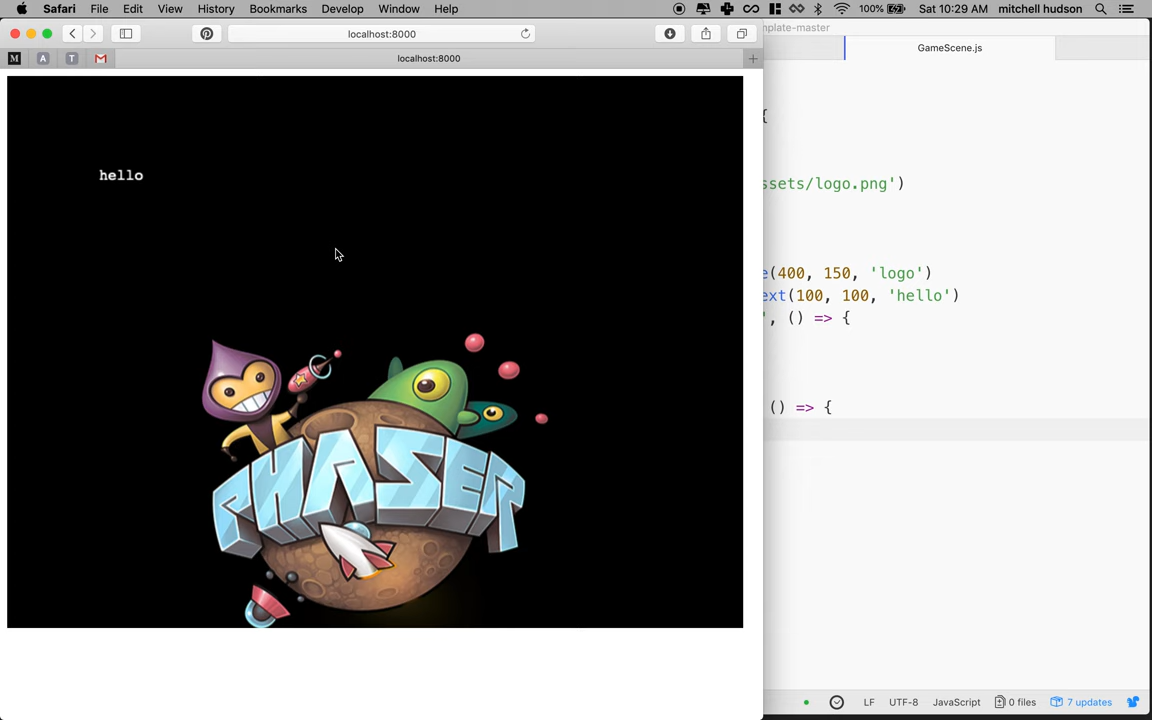 Safari File Edit View History Bookmarks Develop Window Help 100% Sat 10:29 AM mitchell hudson
localhost:8000
mplate-master
M A T M localhost:8000 +
GameScene.js
hello
{
ssets/logo.png')
e(400, 150, 'logo')
ext(100, 100, 'hello')
', () => {
() => {
PHASER
LF UTF-8 JavaScript 0 files 7 updates